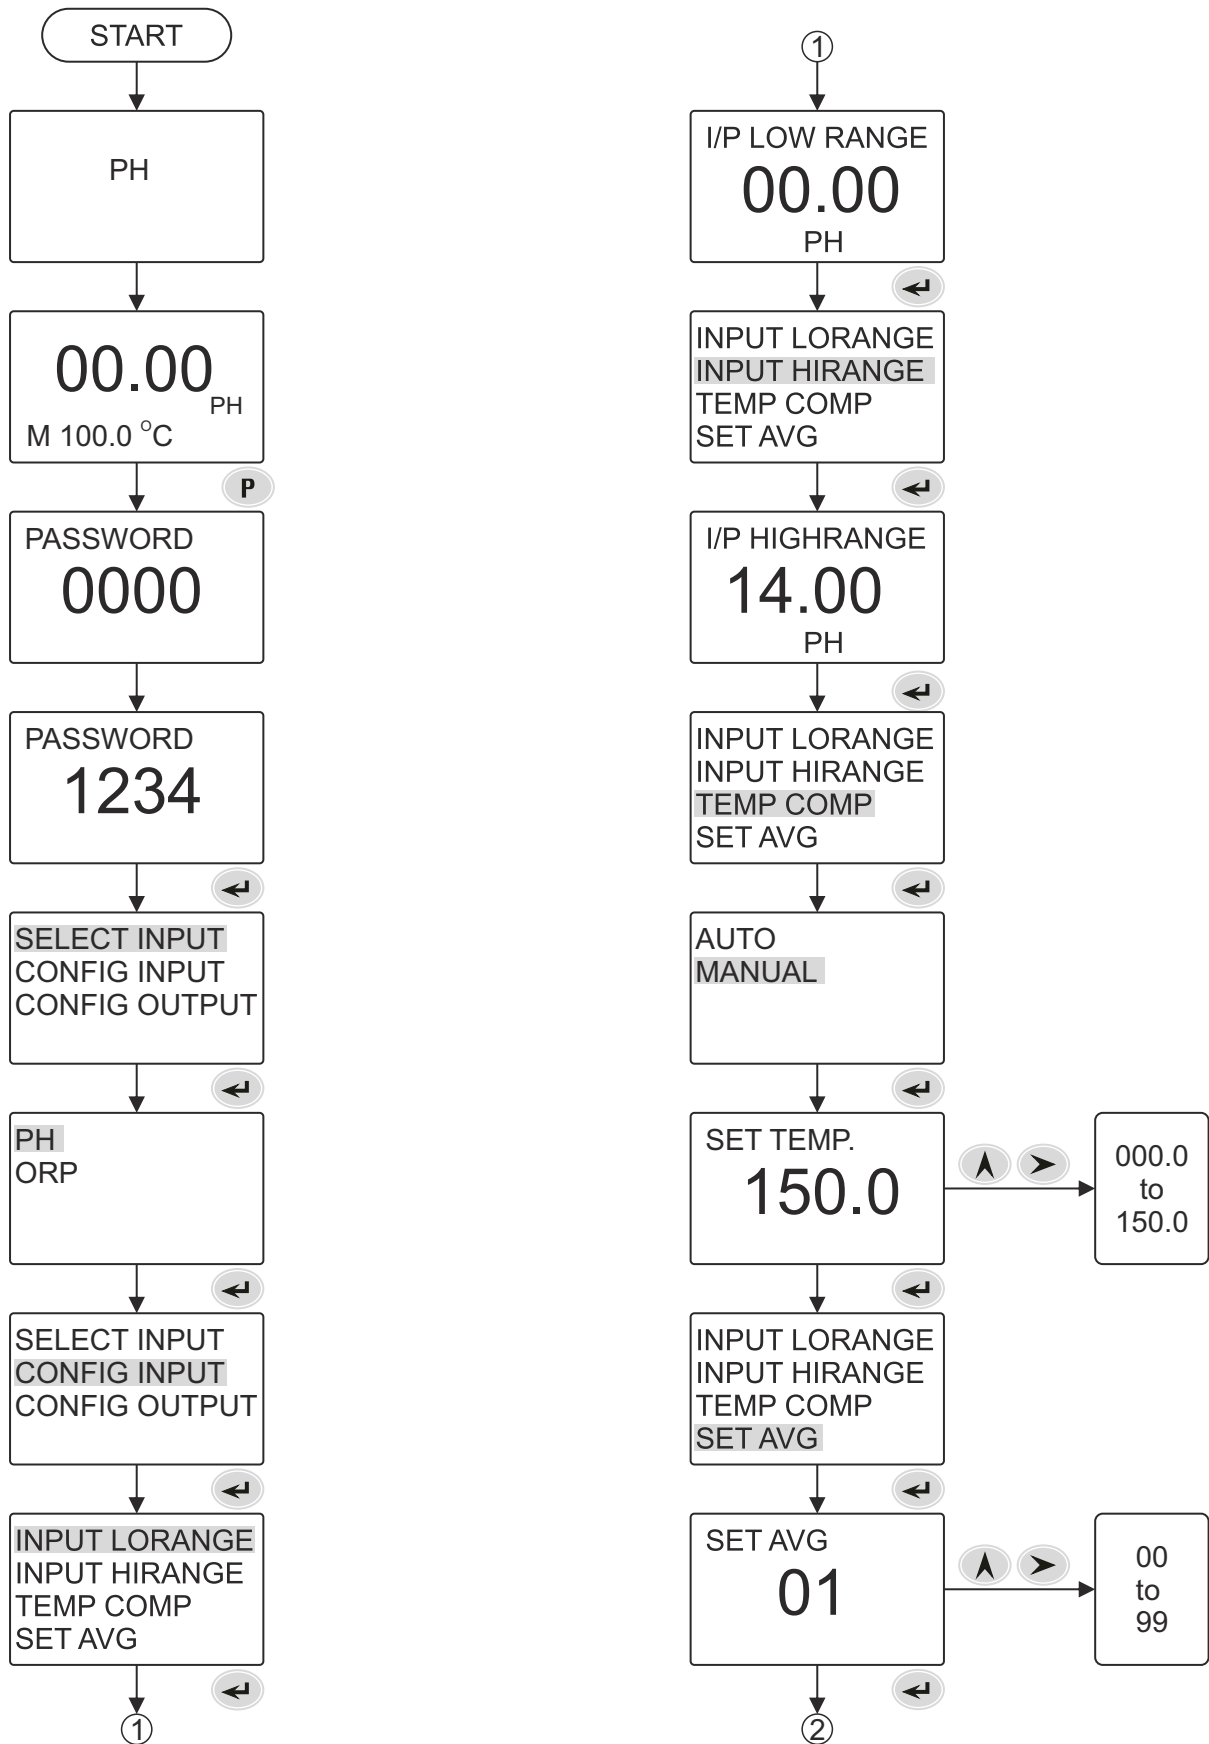 START
PH
00.00
PH
M 100.0 °C
P
PASSWORD
0000
PASSWORD
1234
SELECT INPUT
CONFIG INPUT
CONFIG OUTPUT
PH
ORP
SELECT INPUT
CONFIG INPUT
CONFIG OUTPUT
INPUT LORANGE
INPUT HIRANGE
TEMP COMP
SET AVG
1
1
I/P LOW RANGE
00.00
PH
INPUT LORANGE
INPUT HIRANGE
TEMP COMP
SET AVG
I/P HIGHRANGE
14.00
PH
INPUT LORANGE
INPUT HIRANGE
TEMP COMP
SET AVG
AUTO
MANUAL
SET TEMP.
150.0
000.0
to
150.0
INPUT LORANGE
INPUT HIRANGE
TEMP COMP
SET AVG
SET AVG
01
00
to
99
2